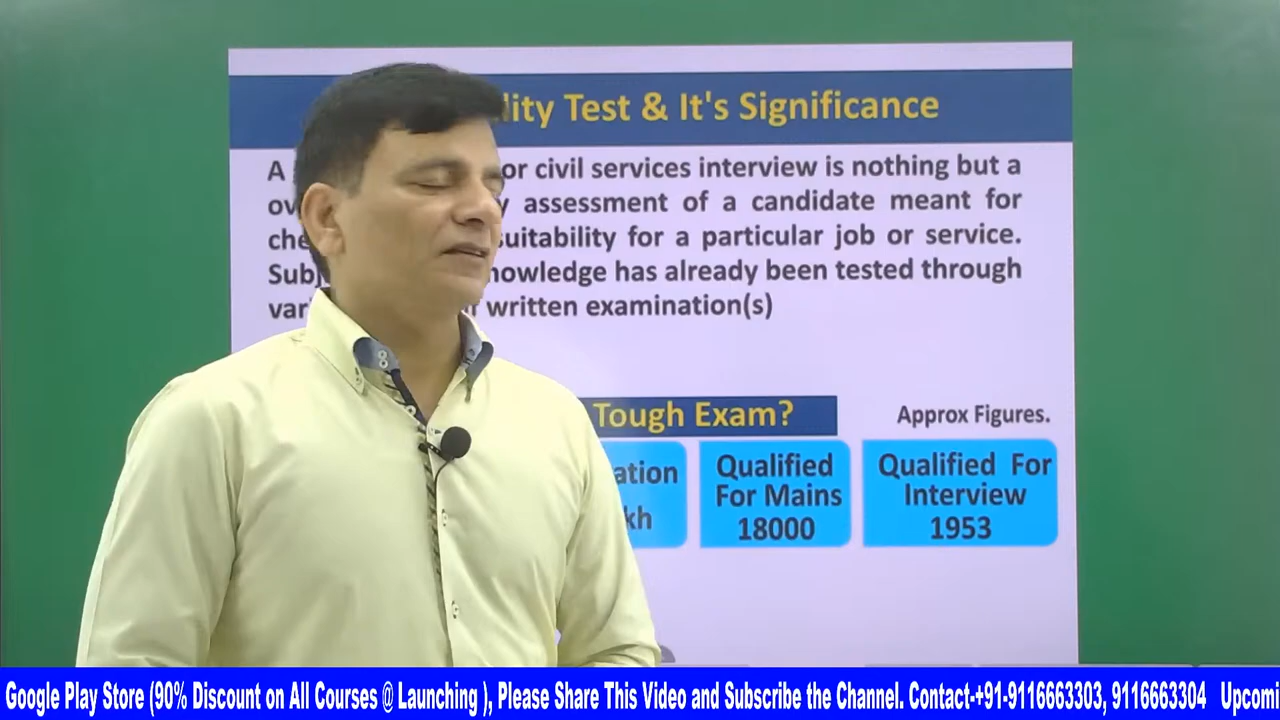 lity Test & It's Significance
A or civil services interview is nothing but a
ov y assessment of a candidate meant for
che suitability for a particular job or service.
Subj nowledge has already been tested through
var written examination(s)
Tough Exam?
Approx Figures.
ation
kh
Qualified
For Mains
18000
Qualified For
Interview
1953
Google Play Store (90% Discount on All Courses @ Launching ), Please Share This Video and Subscribe the Channel. Contact-+91-9116663303, 9116663304 Upcomi